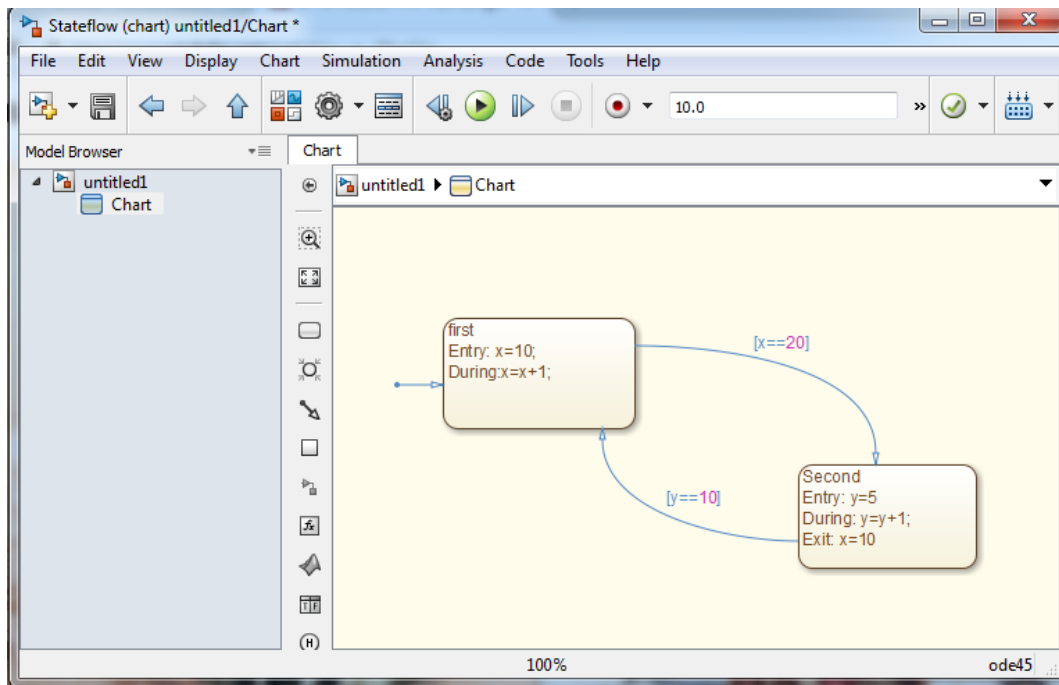 Stateflow (chart) untitled1/Chart *
File Edit View Display Chart Simulation Analysis Code Tools Help
10.0
»
Model Browser
Chart
untitled1
Chart
untitled1 Chart
first
Entry: x=10;
During:x=x+1;
[x==20]
[y==10]
Second
Entry: y=5
During: y=y+1;
Exit: x=10
fx
T F
H
100% ode45